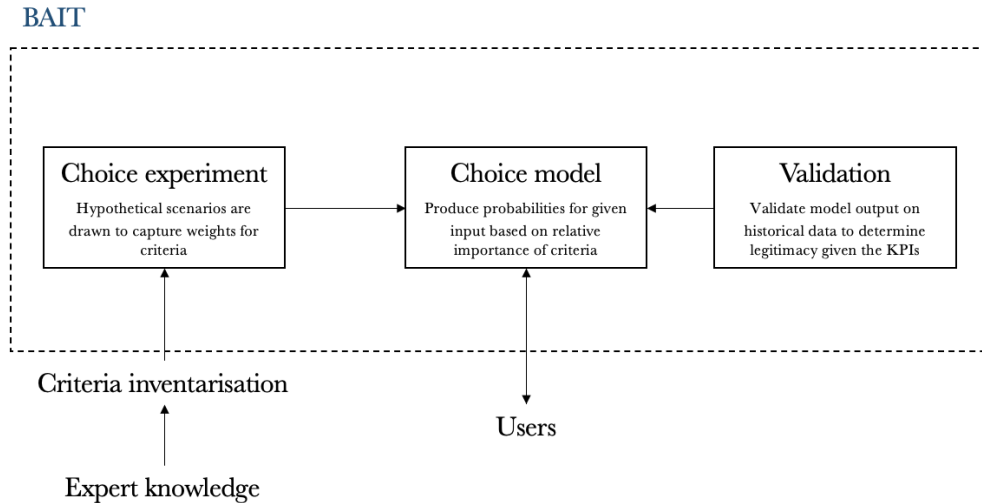 BAIT
Choice experiment
Hypothetical scenarios are
drawn to capture weights for
criteria
Choice model
Produce probabilities for given
input based on relative
importance of criteria
Validation
Validate model output on
historical data to determine
legitimacy given the KPIs
Criteria inventarisation
Users
Expert knowledge